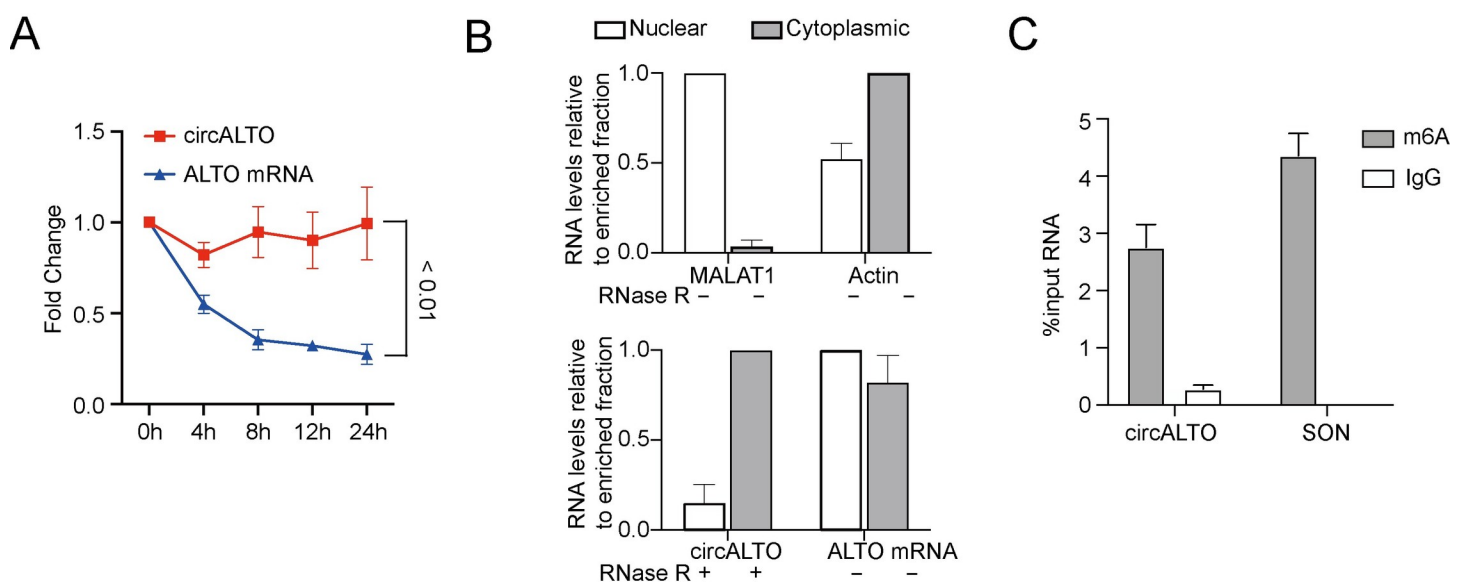 A
circALTO
ALTO mRNA
Fold Change
1.5
1.0
0.5
0.0
0h 4h 8h 12h 24h
< 0.01
B
Nuclear Cytoplasmic
RNA levels relative
to enriched fraction
1.0
0.5
0.0
MALAT1 Actin
RNase R – – – –
RNA levels relative
to enriched fraction
1.0
0.5
0.0
circALTO ALTO mRNA
RNase R + + – –
C
m6A
IgG
%input RNA
5
4
3
2
1
0
circALTO SON